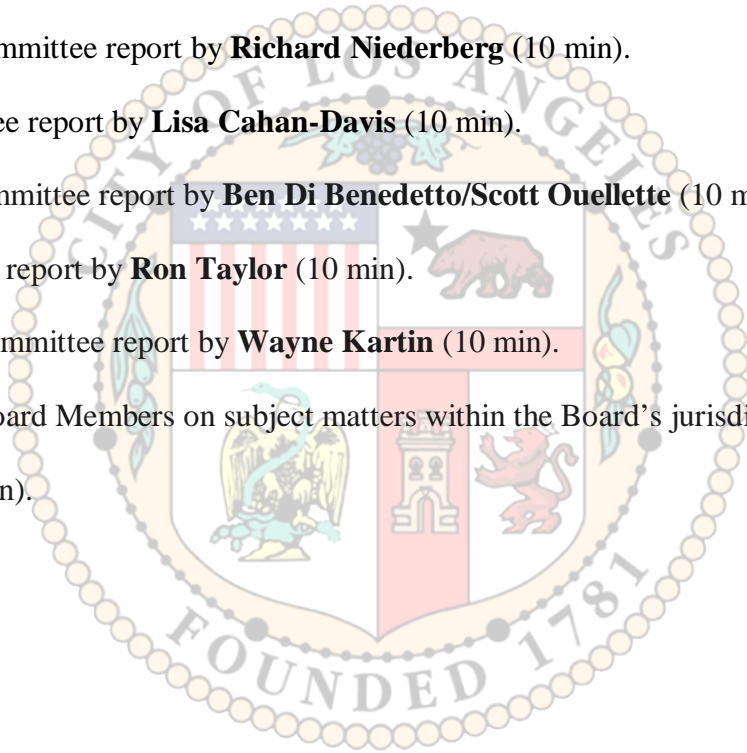 mmittee report by Richard Niederberg (10 min).
ee report by Lisa Cahan-Davis (10 min).
mmittee report by Ben Di Benedetto/Scott Ouellette (10 m
report by Ron Taylor (10 min).
ommittee report by Wayne Kartin (10 min).
oard Members on subject matters within the Board’s jurisdi
n).
CITY OF LOS ANGELES
FOUNDED 1781